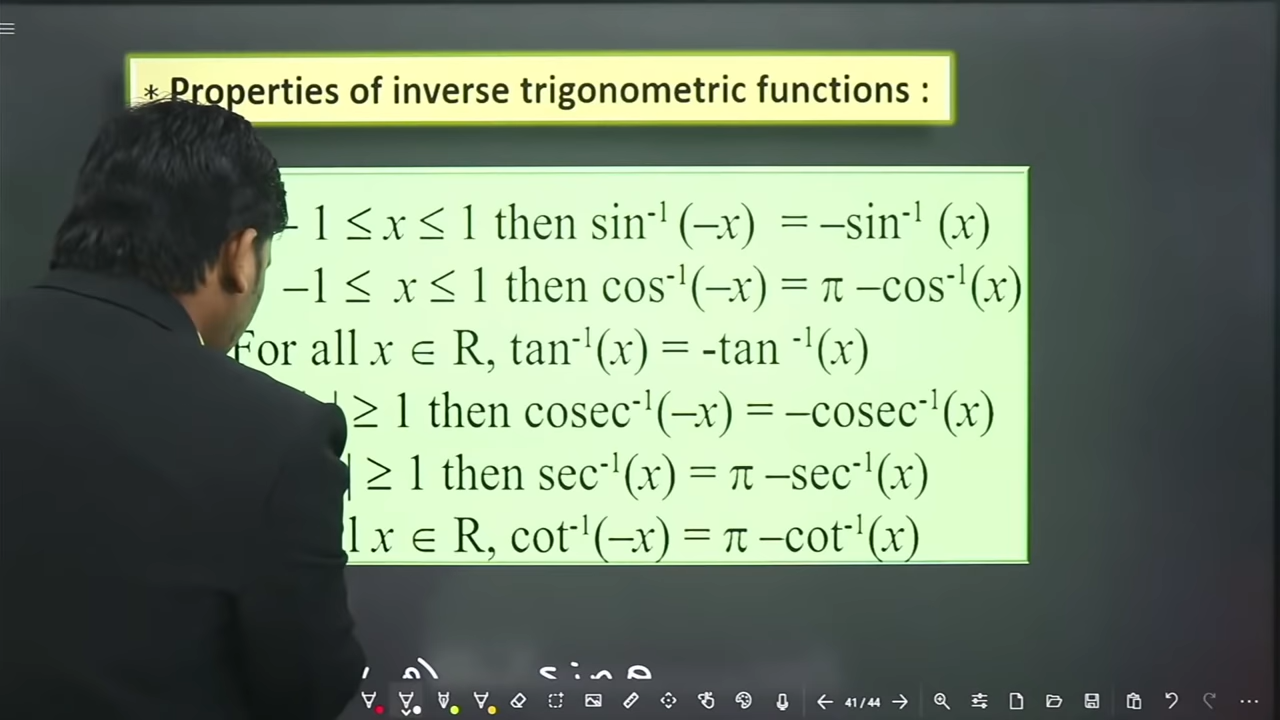 * Properties of inverse trigonometric functions :
– 1 ≤ x ≤ 1 then sin⁻¹ (–x) = –sin⁻¹ (x)
–1 ≤ x ≤ 1 then cos⁻¹(–x) = π –cos⁻¹(x)
For all x ∈ R, tan⁻¹(x) = -tan ⁻¹(x)
≥ 1 then cosec⁻¹(–x) = –cosec⁻¹(x)
| ≥ 1 then sec⁻¹(x) = π –sec⁻¹(x)
x ∈ R, cot⁻¹(–x) = π –cot⁻¹(x)
41 / 44